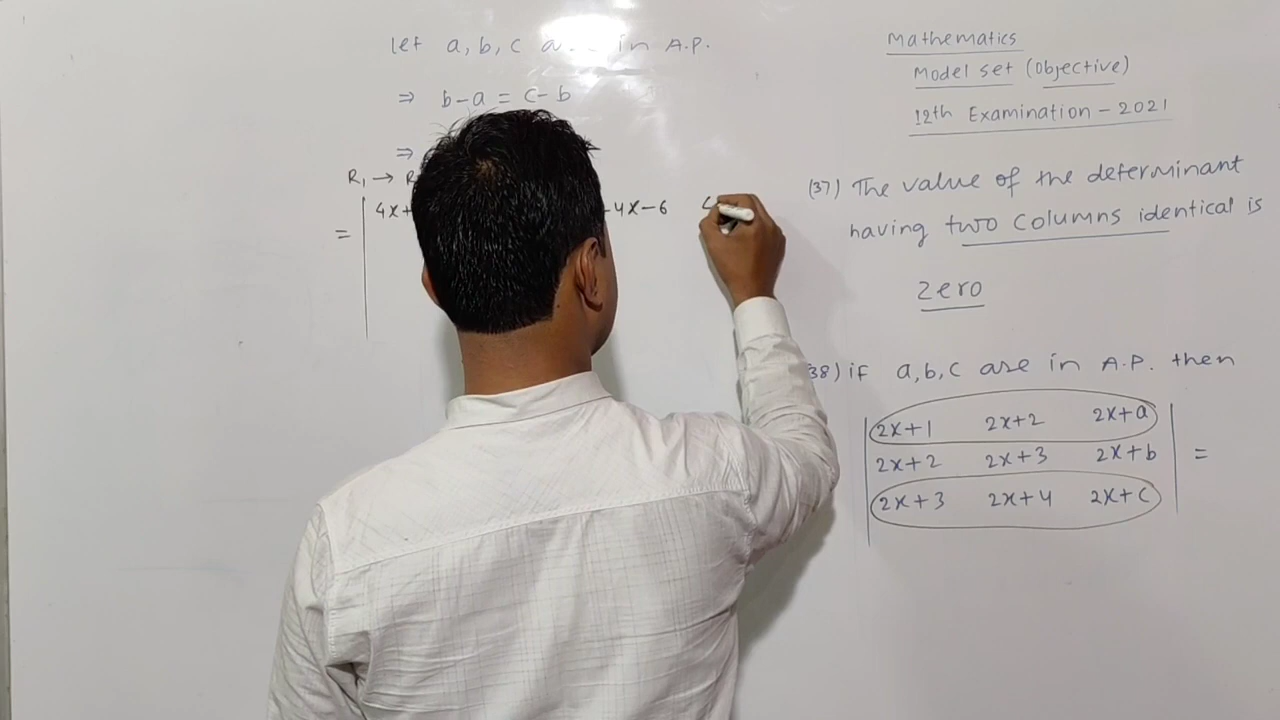 let a, b, c a in A.P.
⇒ b-a = c-b
⇒
R₁ → R
4x+ -4x-6
=
Mathematics
Model set (Objective)
12th Examination - 2021
(37) The value of the determinant
having two columns identical is
Zero
38) if a,b,c are in A.P. then
2x+1 2x+2 2x+a
2x+2 2x+3 2x+b =
2x+3 2x+4 2x+c